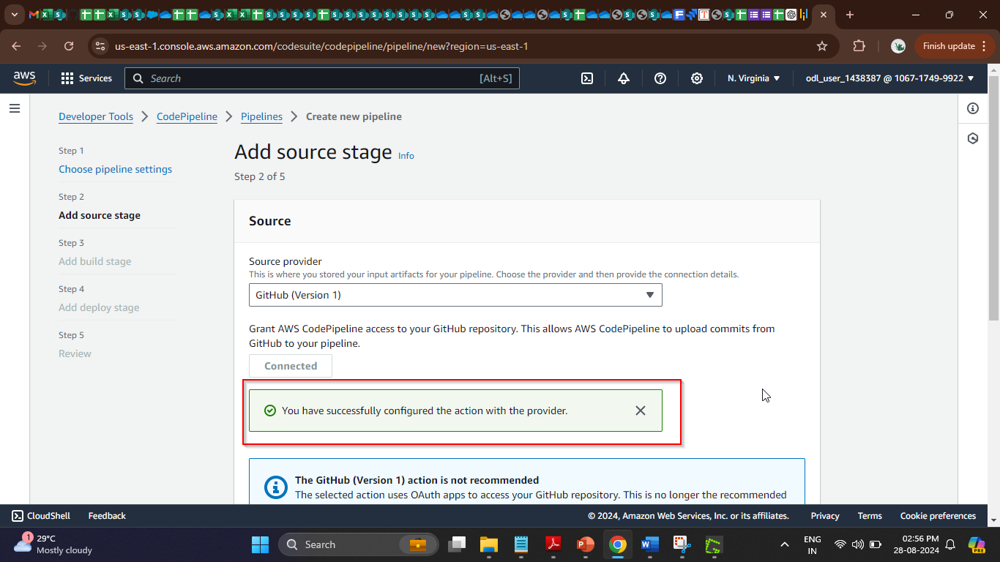 us-east-1.console.aws.amazon.com/codesuite/codepipeline/pipeline/new?region=us-east-1
Finish update
aws
Services
Search
[Alt+S]
N. Virginia
odl_user_1438387 @ 1067-1749-9922
Developer Tools
CodePipeline
Pipelines
Create new pipeline
Step 1
Choose pipeline settings
Step 2
Add source stage
Step 3
Add build stage
Step 4
Add deploy stage
Step 5
Review
Add source stage Info
Step 2 of 5
Source
Source provider
This is where you stored your input artifacts for your pipeline. Choose the provider and then provide the connection details.
GitHub (Version 1)
Grant AWS CodePipeline access to your GitHub repository. This allows AWS CodePipeline to upload commits from
GitHub to your pipeline.
Connected
You have successfully configured the action with the provider.
The GitHub (Version 1) action is not recommended
The selected action uses OAuth apps to access your GitHub repository. This is no longer the recommended
CloudShell
Feedback
© 2024, Amazon Web Services, Inc. or its affiliates.
Privacy
Terms
Cookie preferences
1
29°C
Mostly cloudy
Search
ENG
IN
02:56 PM
28-08-2024
PRE